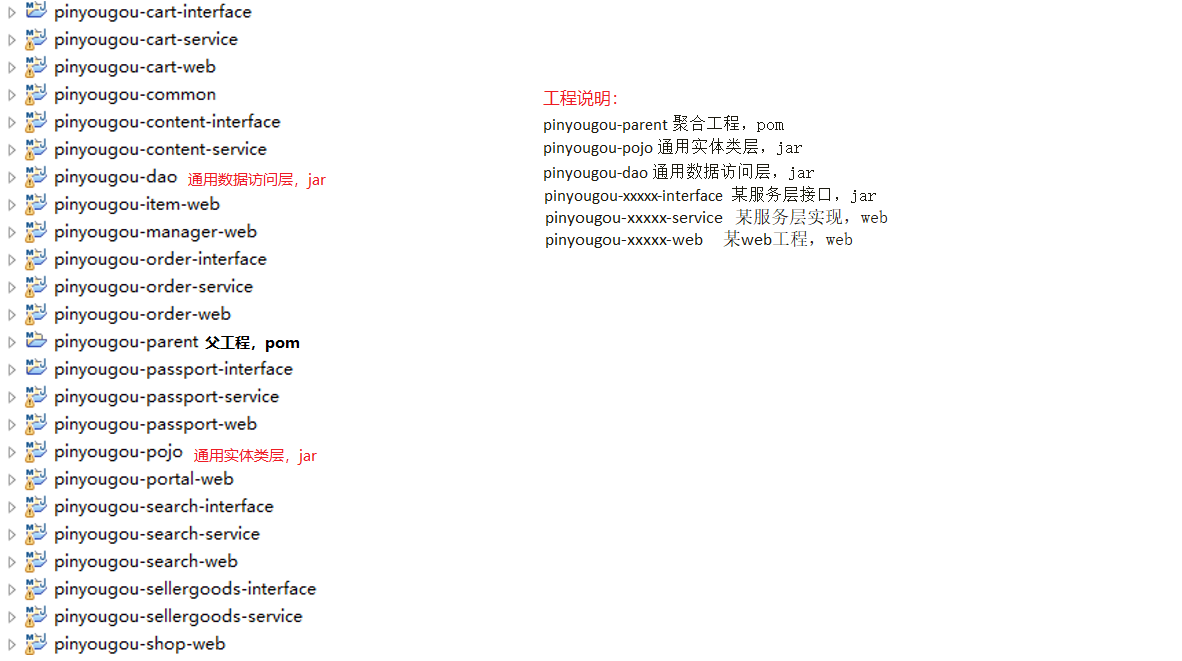 pinyougou-cart-interface
pinyougou-cart-service
pinyougou-cart-web
pinyougou-common
pinyougou-content-interface
pinyougou-content-service
pinyougou-dao 通用数据访问层，jar
pinyougou-item-web
pinyougou-manager-web
pinyougou-order-interface
pinyougou-order-service
pinyougou-order-web
pinyougou-parent 父工程，pom
pinyougou-passport-interface
pinyougou-passport-service
pinyougou-passport-web
pinyougou-pojo 通用实体类层，jar
pinyougou-portal-web
pinyougou-search-interface
pinyougou-search-service
pinyougou-search-web
pinyougou-sellergoods-interface
pinyougou-sellergoods-service
pinyougou-shop-web
工程说明：
pinyougou-parent 聚合工程，pom
pinyougou-pojo 通用实体类层，jar
pinyougou-dao 通用数据访问层，jar
pinyougou-xxxxx-interface 某服务层接口，jar
pinyougou-xxxxx-service 某服务层实现，web
pinyougou-xxxxx-web 某web工程，web